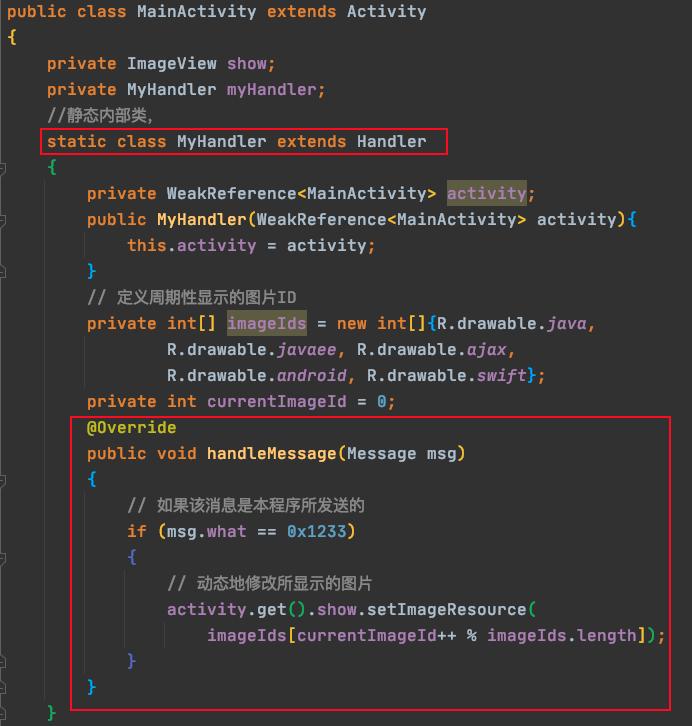 public class MainActivity extends Activity
{
    private ImageView show;
    private MyHandler myHandler;
    //静态内部类,
    static class MyHandler extends Handler
    {
        private WeakReference<MainActivity> activity;
        public MyHandler(WeakReference<MainActivity> activity){
            this.activity = activity;
        }
        // 定义周期性显示的图片ID
        private int[] imageIds = new int[]{R.drawable.java,
                R.drawable.javaee, R.drawable.ajax,
                R.drawable.android, R.drawable.swift};
        private int currentImageId = 0;
        @Override
        public void handleMessage(Message msg)
        {
            // 如果该消息是本程序所发送的
            if (msg.what == 0x1233)
            {
                // 动态地修改所显示的图片
                activity.get().show.setImageResource(
                    imageIds[currentImageId++ % imageIds.length]);
            }
        }
    }